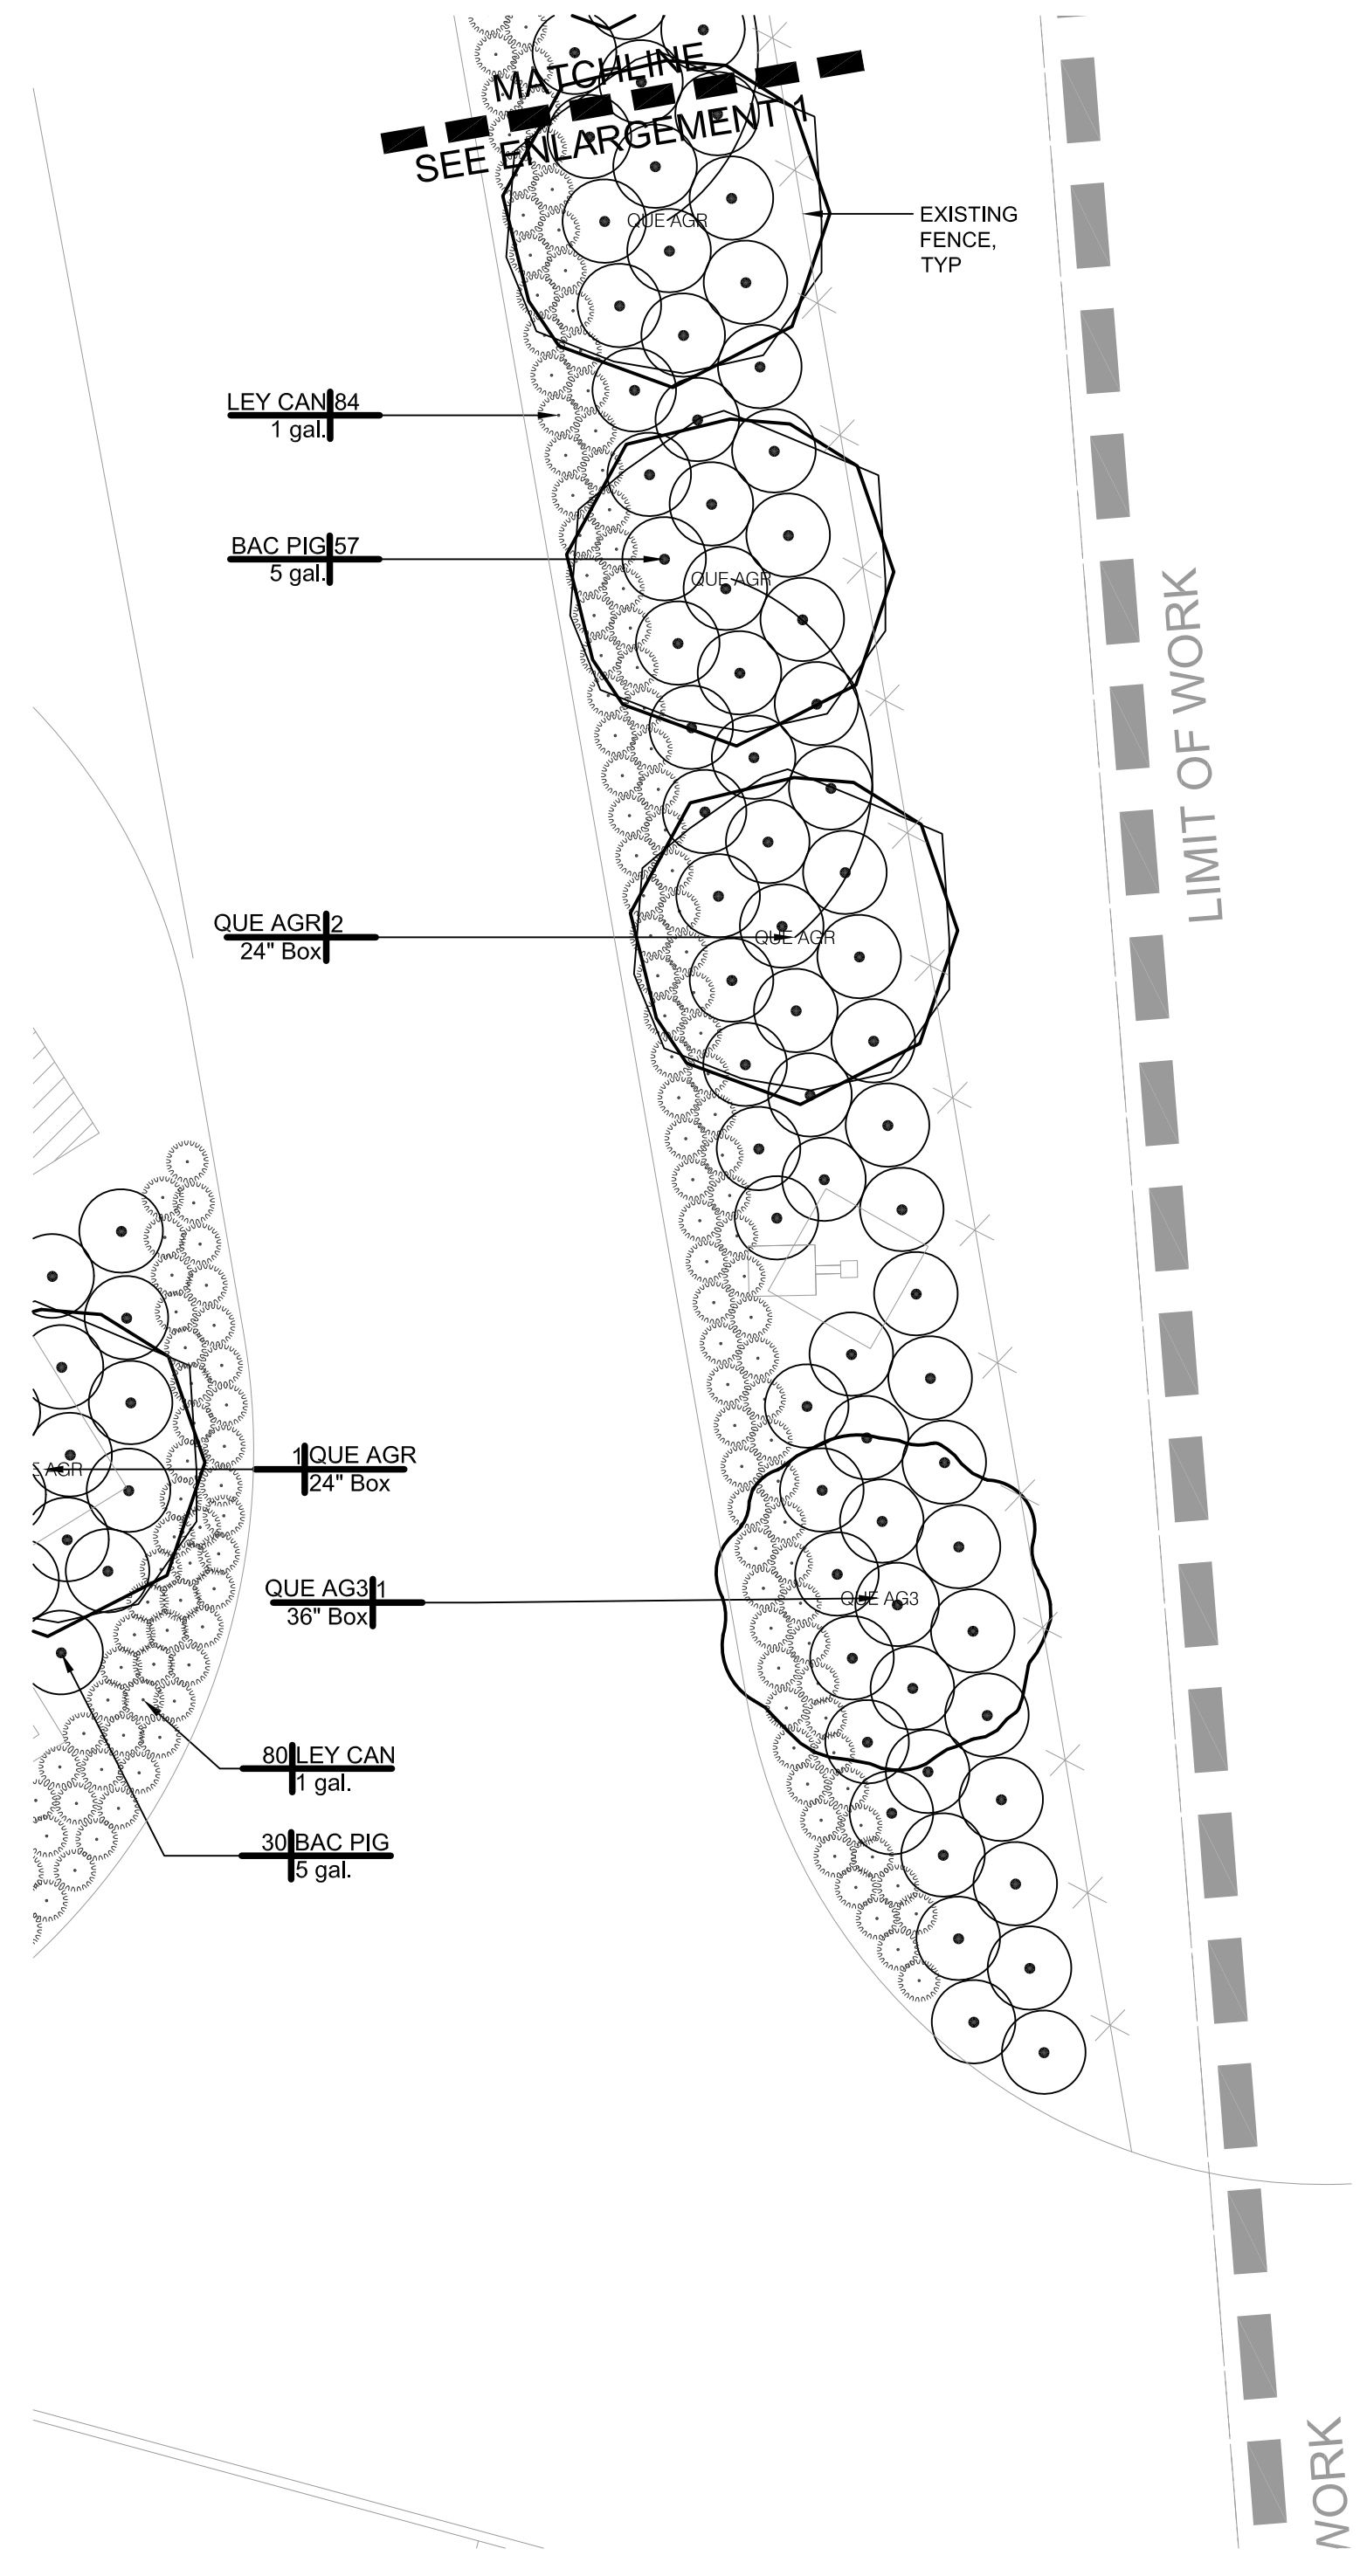 MATCHLINE
SEE ENLARGEMENT 1
QUE AGR
EXISTING
FENCE,
TYP
LEY CAN 84
1 gal.
BAC PIG 57
5 gal.
QUE AGR
LIMIT OF WORK
QUE AGR 2
24" Box
QUE AGR
1 QUE AGR
24" Box
E AGR
QUE AG3 1
36" Box
QUE AG3
80 LEY CAN
1 gal.
30 BAC PIG
5 gal.
WORK